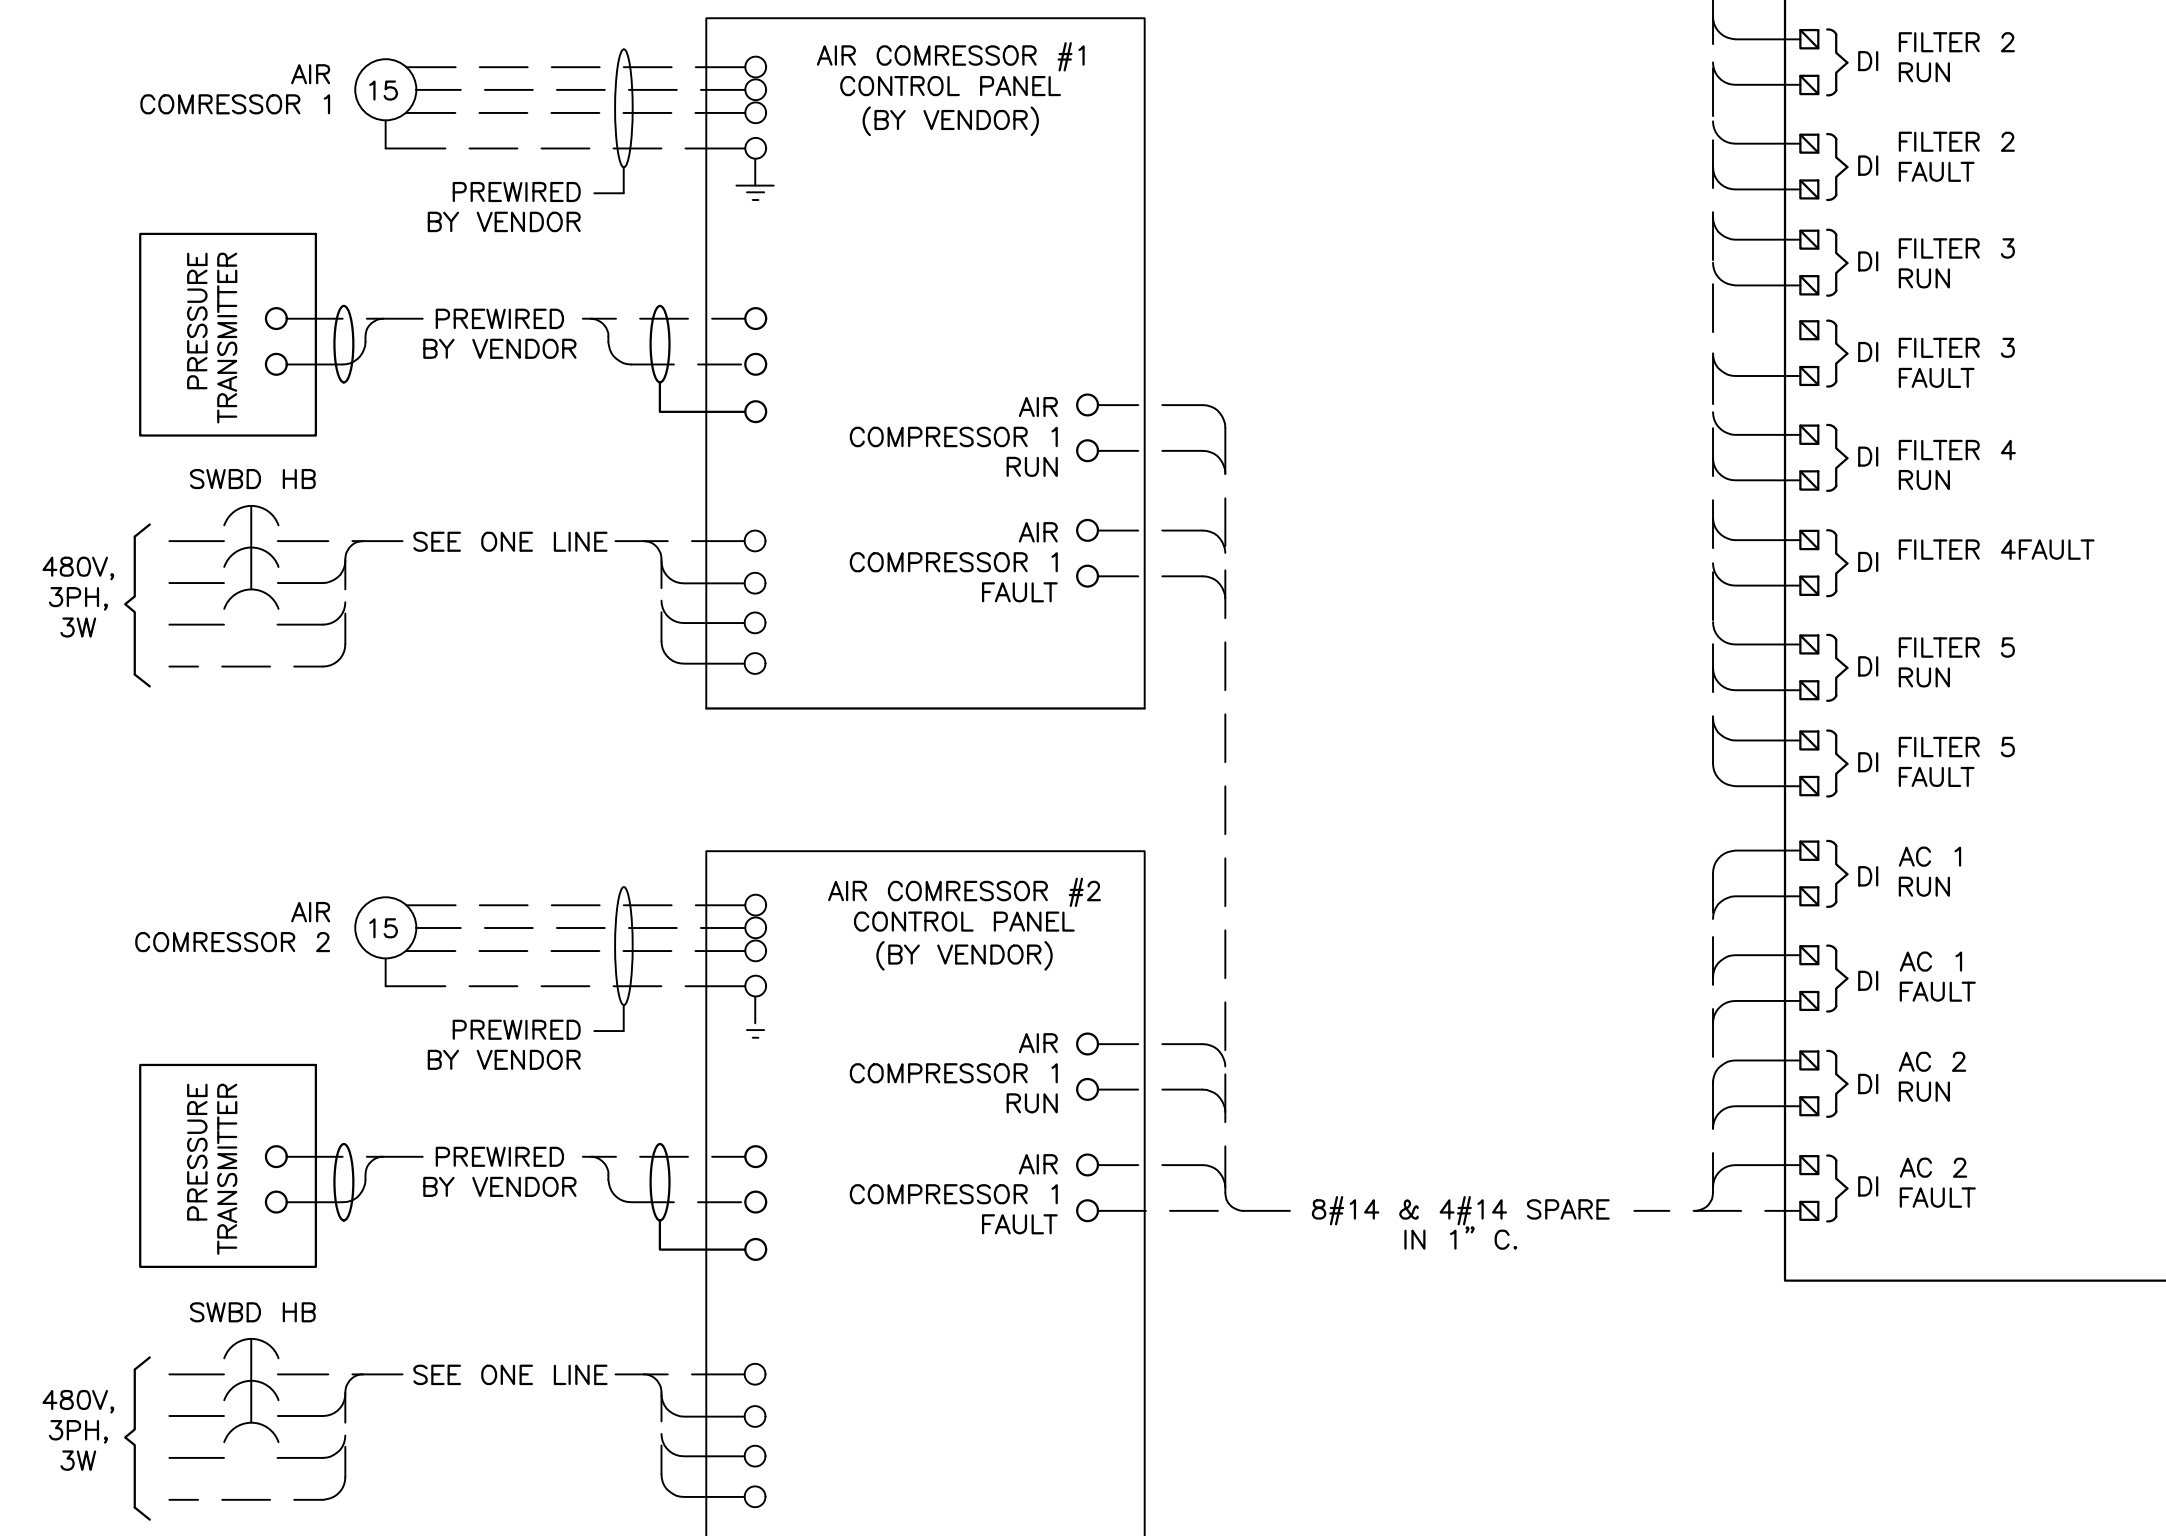 AIR
COMRESSOR 1
15
PREWIRED
BY VENDOR
AIR COMRESSOR #1
CONTROL PANEL
(BY VENDOR)
PRESSURE
TRANSMITTER
PREWIRED
BY VENDOR
AIR
COMPRESSOR 1
RUN
SWBD HB
480V,
3PH,
3W
SEE ONE LINE
AIR
COMPRESSOR 1
FAULT
AIR
COMRESSOR 2
15
PREWIRED
BY VENDOR
AIR COMRESSOR #2
CONTROL PANEL
(BY VENDOR)
AIR
COMPRESSOR 1
RUN
PRESSURE
TRANSMITTER
PREWIRED
BY VENDOR
AIR
COMPRESSOR 1
FAULT
8#14 & 4#14 SPARE
IN 1" C.
SWBD HB
480V,
3PH,
3W
SEE ONE LINE
DI FILTER 2
RUN
DI FILTER 2
FAULT
DI FILTER 3
RUN
DI FILTER 3
FAULT
DI FILTER 4
RUN
DI FILTER 4FAULT
DI FILTER 5
RUN
DI FILTER 5
FAULT
DI AC 1
RUN
DI AC 1
FAULT
DI AC 2
RUN
DI AC 2
FAULT